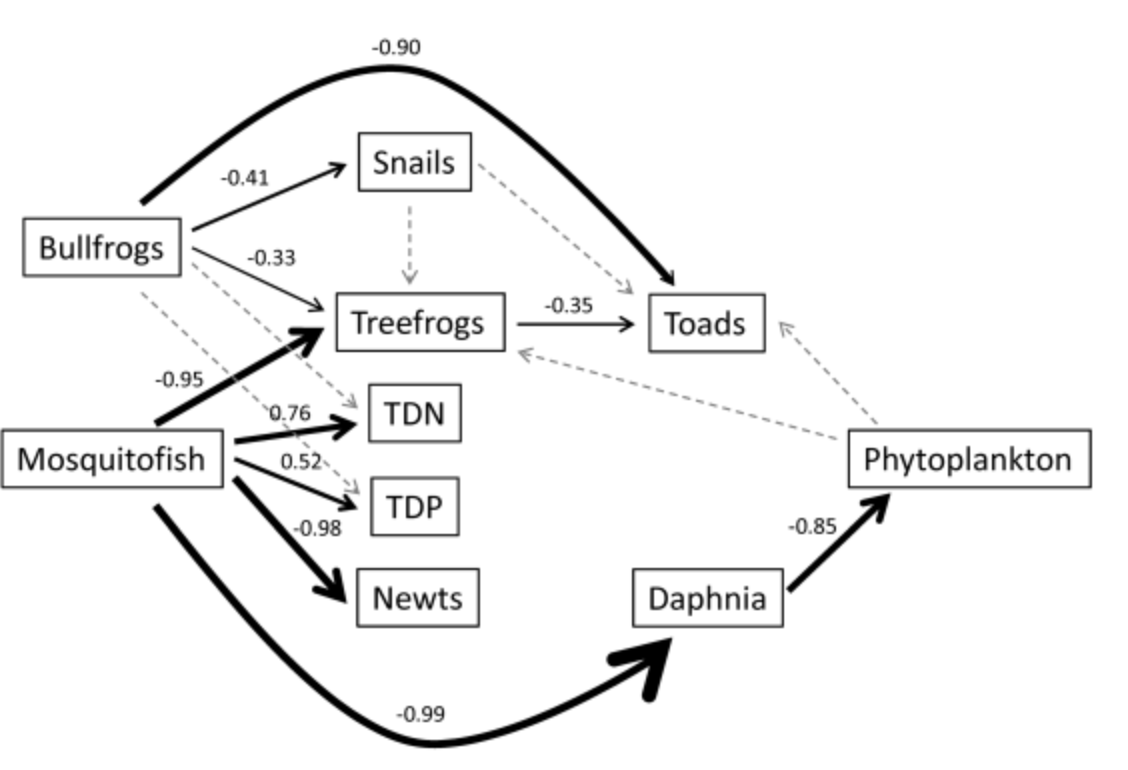 -0.90
Snails
-0.41
Bullfrogs
-0.33
Treefrogs
-0.35
Toads
-0.95
0.76
TDN
Mosquitofish
0.52
Phytoplankton
TDP
-0.98
-0.85
Newts
Daphnia
-0.99